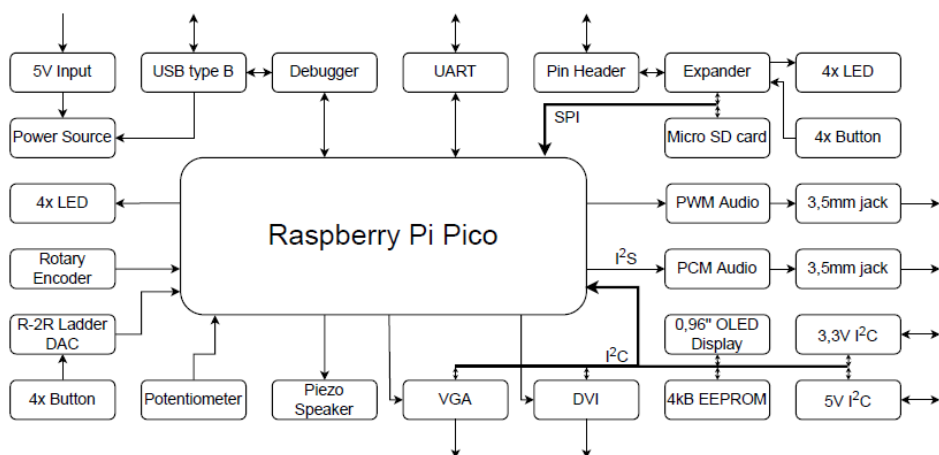 5V Input
USB type B
Debugger
UART
Pin Header
Expander
4x LED
Power Source
SPI
Micro SD card
4x Button
4x LED
Raspberry Pi Pico
PWM Audio
3,5mm jack
Rotary
Encoder
I²S
PCM Audio
3,5mm jack
R-2R Ladder
DAC
0,96" OLED
Display
3,3V I²C
I²C
4x Button
Potentiometer
Piezo
Speaker
VGA
DVI
4kB EEPROM
5V I²C